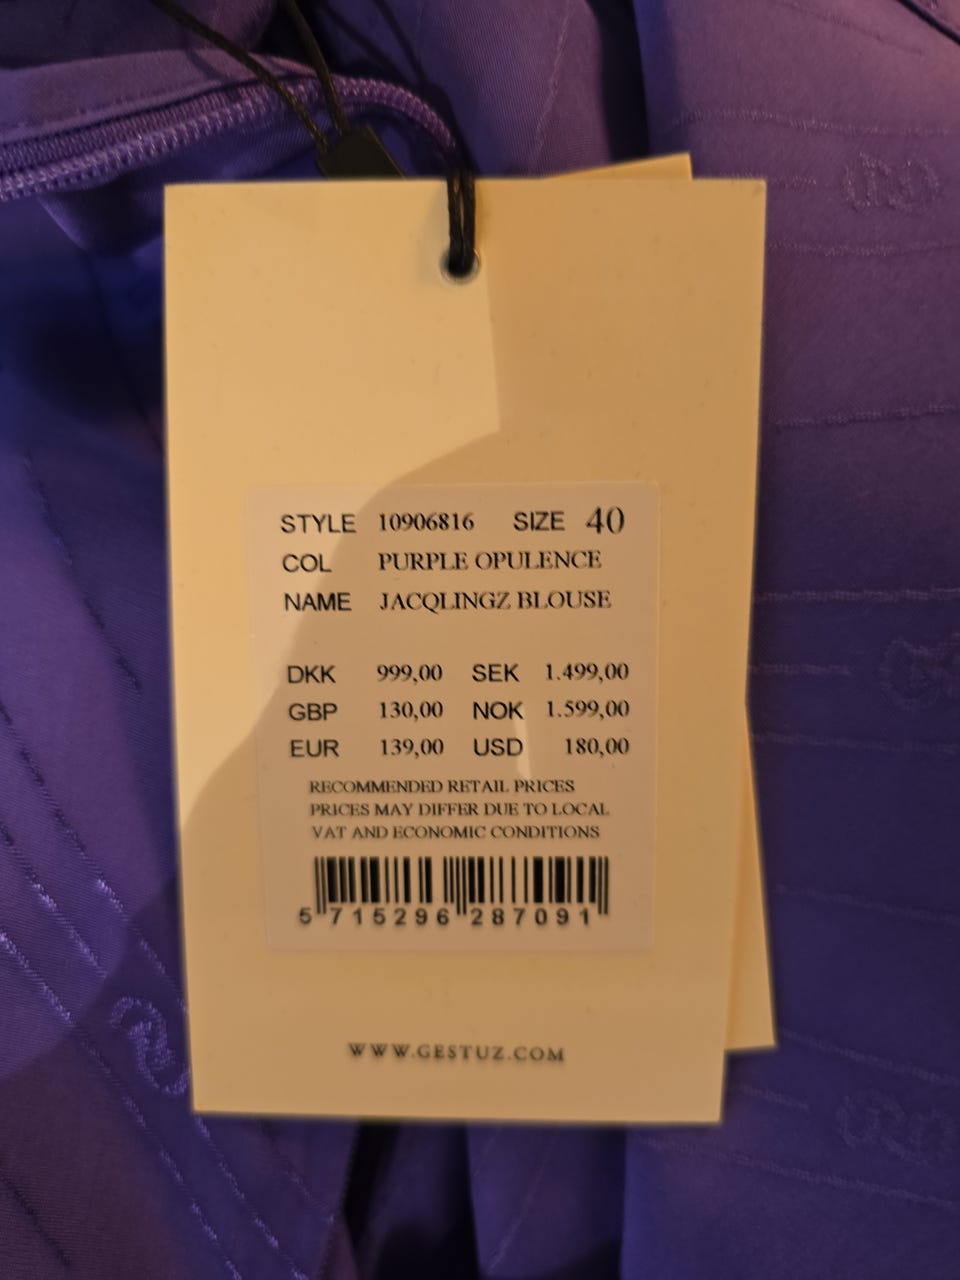 STYLE 10906816 SIZE 40
COL PURPLE OPULENCE
NAME JACQLINGZ BLOUSE
DKK 999,00 SEK 1.499,00
GBP 130,00 NOK 1.599,00
EUR 139,00 USD 180,00
RECOMMENDED RETAIL PRICES
PRICES MAY DIFFER DUE TO LOCAL
VAT AND ECONOMIC CONDITIONS
5 715296 287091
WWW.GESTUZ.COM